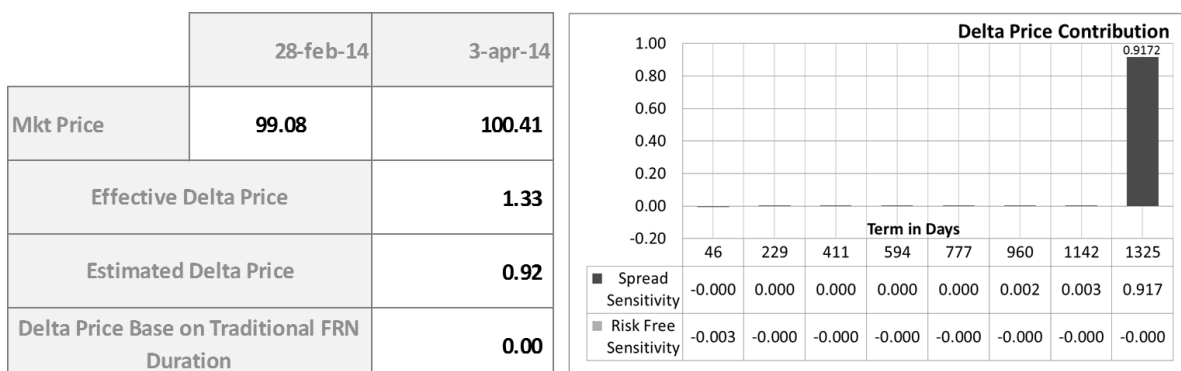 28-feb-14 3-apr-14
Mkt Price 99.08 100.41
Effective Delta Price 1.33
Estimated Delta Price 0.92
Delta Price Base on Traditional FRN
Duration 0.00
Delta Price Contribution
1.00
0.80
0.60
0.40
0.20
0.00
-0.20
0.9172
Term in Days
46 229 411 594 777 960 1142 1325
Spread
Sensitivity -0.000 0.000 0.000 0.000 0.000 0.002 0.003 0.917
Risk Free
Sensitivity -0.003 -0.000 -0.000 -0.000 -0.000 -0.000 -0.000 -0.000